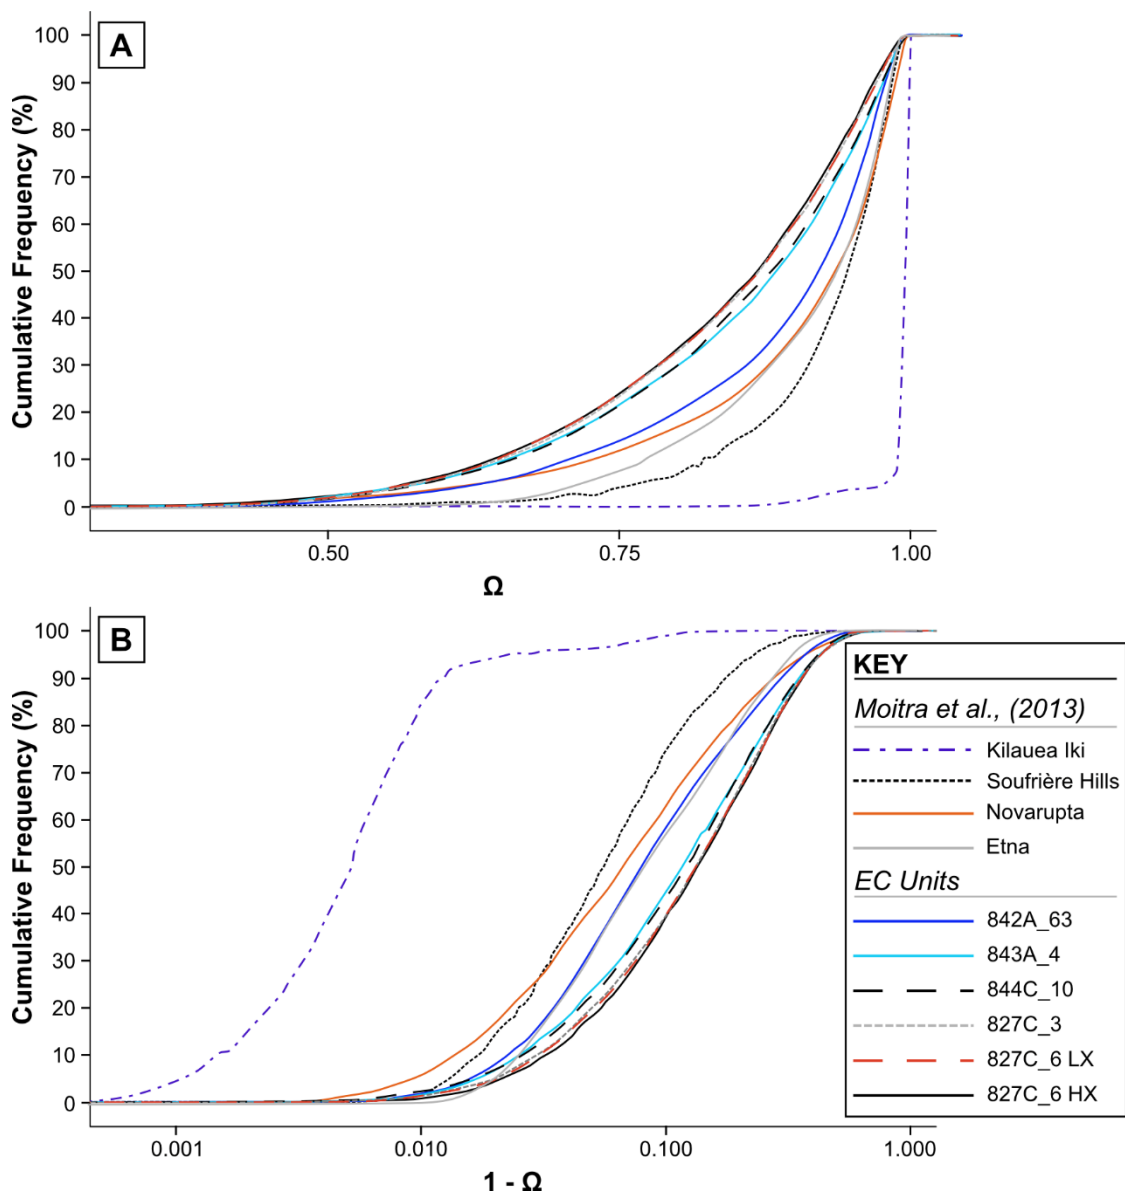 A
Cumulative Frequency (%)
100
90
80
70
60
50
40
30
20
10
0
0.50
0.75
1.00
Ω
B
Cumulative Frequency (%)
100
90
80
70
60
50
40
30
20
10
0
0.001
0.010
0.100
1.000
1 - Ω
KEY
Moitra et al., (2013)
Kilauea Iki
Soufrière Hills
Novarupta
Etna
EC Units
842A_63
843A_4
844C_10
827C_3
827C_6 LX
827C_6 HX